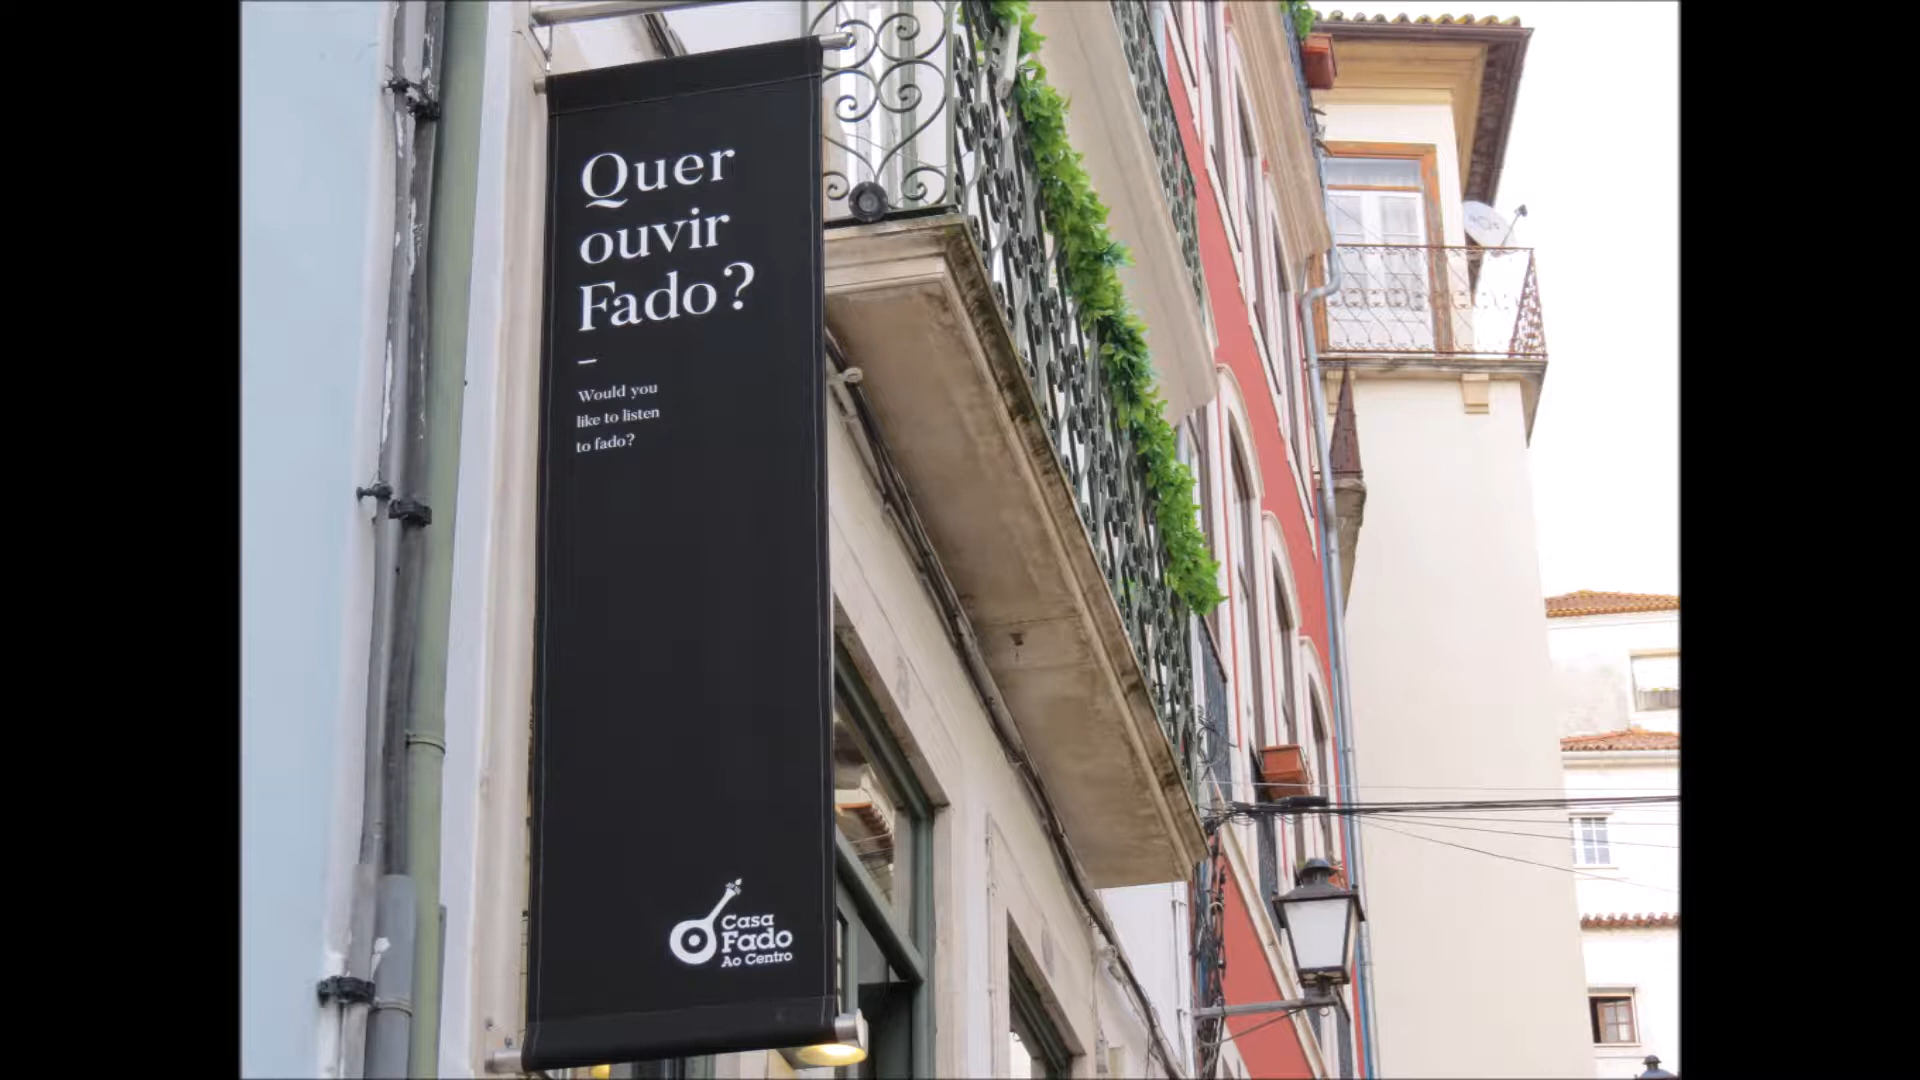 Quer
ouvir
Fado?
–
Would you
like to listen
to fado?
Casa
Fado
Ao Centro